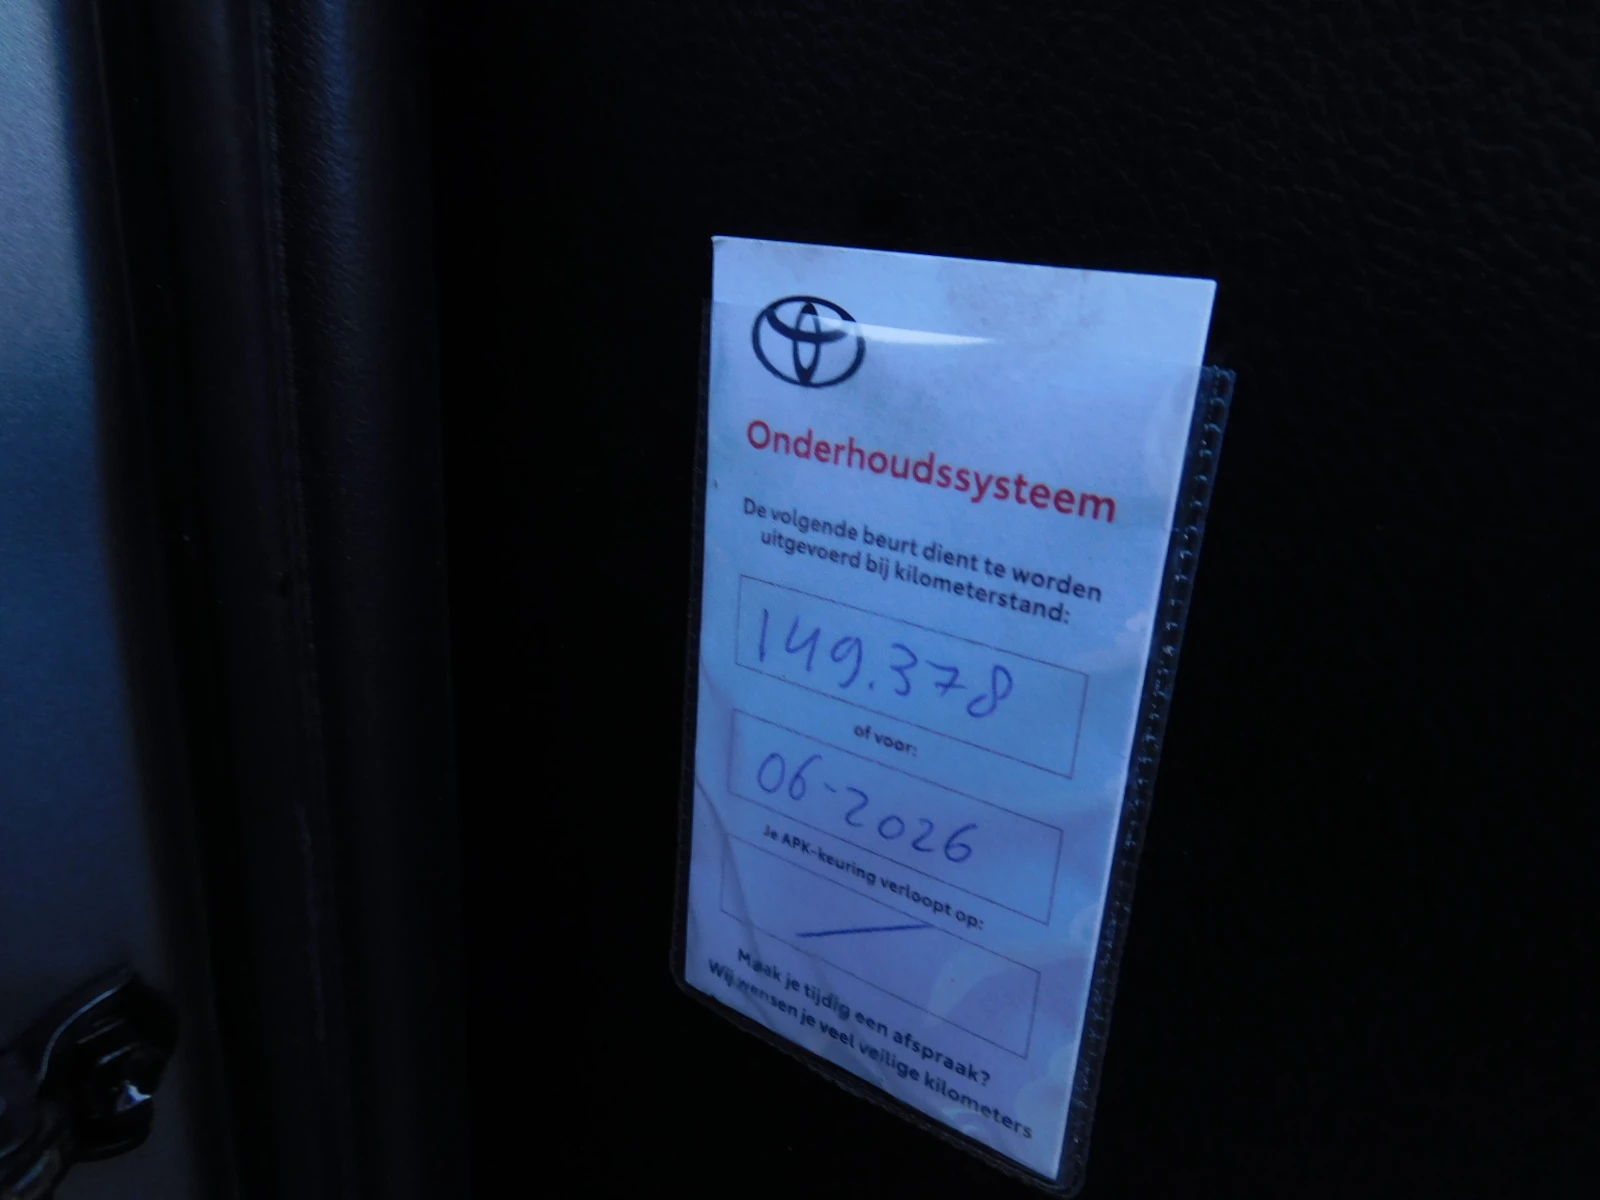 Onderhoudssysteem
De volgende beurt dient te worden
uitgevoerd bij kilometerstand:
149.378
of voor:
06-2026
Je APK-keuring verloopt op:
Maak je tijdig een afspraak?
Wij wensen je veel veilige kilometers